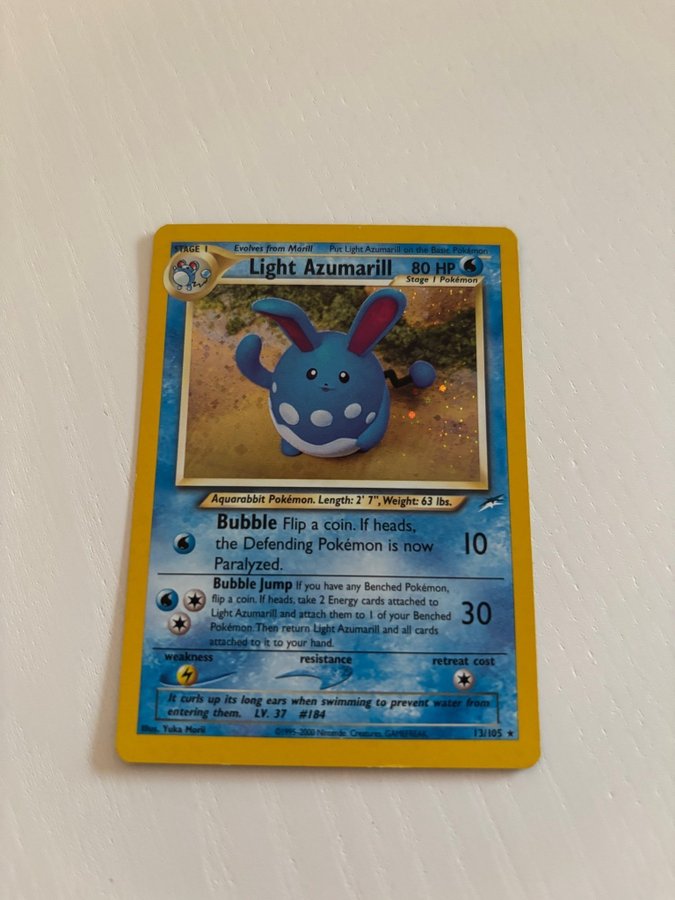 STAGE 1 Evolves from Marill Put Light Azumarill on the Basic Pokémon
Light Azumarill 80 HP
Stage 1 Pokémon
Aquarabbit Pokémon. Length: 2' 7", Weight: 63 lbs.
Bubble Flip a coin. If heads,
the Defending Pokémon is now
Paralyzed.
10
Bubble Jump If you have any Benched Pokémon,
flip a coin. If heads, take 2 Energy cards attached to
Light Azumarill and attach them to 1 of your Benched
Pokémon. Then return Light Azumarill and all cards
attached to it to your hand.
30
weakness resistance retreat cost
It curls up its long ears when swimming to prevent water from
entering them. LV. 37 #184
Illus. Yuka Morii ©1995-2000 Nintendo, Creatures, GAMEFREAK. 13/105 ★